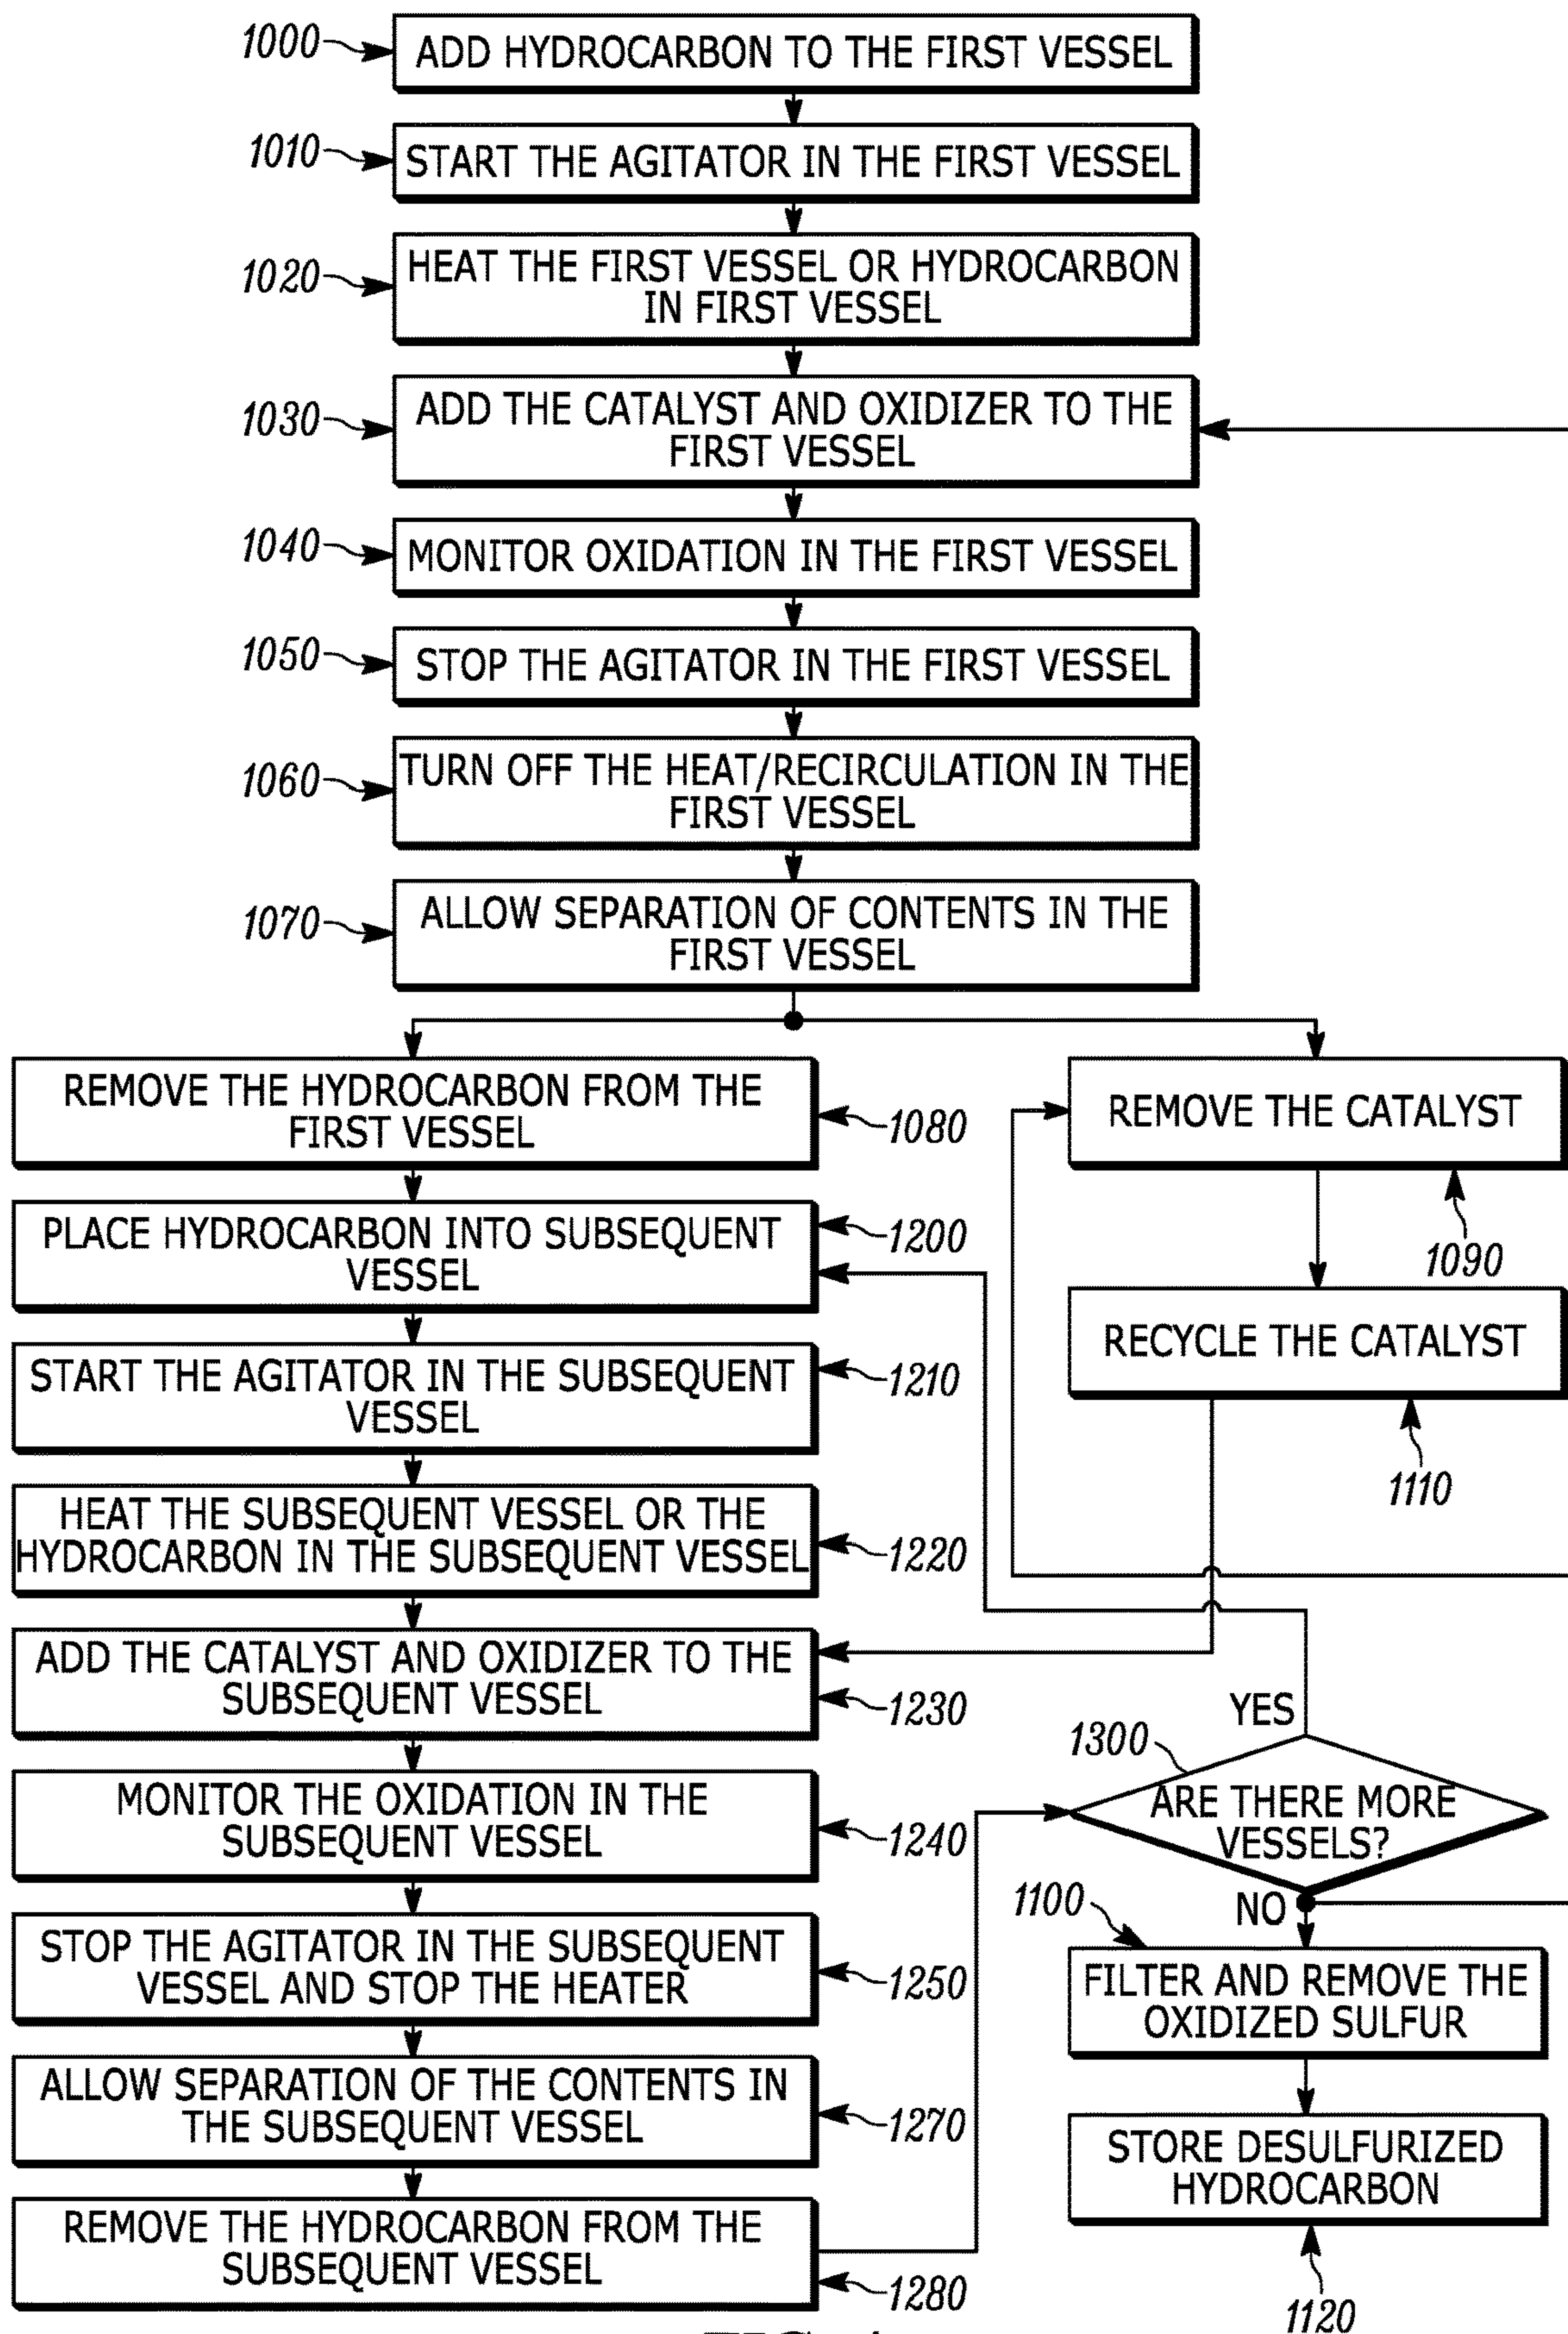 1000
ADD HYDROCARBON TO THE FIRST VESSEL
1010
START THE AGITATOR IN THE FIRST VESSEL
1020
HEAT THE FIRST VESSEL OR HYDROCARBON
IN FIRST VESSEL
1030
ADD THE CATALYST AND OXIDIZER TO THE
FIRST VESSEL
1040
MONITOR OXIDATION IN THE FIRST VESSEL
1050
STOP THE AGITATOR IN THE FIRST VESSEL
1060
TURN OFF THE HEAT/RECIRCULATION IN THE
FIRST VESSEL
1070
ALLOW SEPARATION OF CONTENTS IN THE
FIRST VESSEL
REMOVE THE HYDROCARBON FROM THE
FIRST VESSEL
1080
PLACE HYDROCARBON INTO SUBSEQUENT
VESSEL
1200
START THE AGITATOR IN THE SUBSEQUENT
VESSEL
1210
HEAT THE SUBSEQUENT VESSEL OR THE
HYDROCARBON IN THE SUBSEQUENT VESSEL
1220
ADD THE CATALYST AND OXIDIZER TO THE
SUBSEQUENT VESSEL
1230
MONITOR THE OXIDATION IN THE
SUBSEQUENT VESSEL
1240
STOP THE AGITATOR IN THE SUBSEQUENT
VESSEL AND STOP THE HEATER
1250
ALLOW SEPARATION OF THE CONTENTS IN
THE SUBSEQUENT VESSEL
1270
REMOVE THE HYDROCARBON FROM THE
SUBSEQUENT VESSEL
1280
REMOVE THE CATALYST
1090
RECYCLE THE CATALYST
1110
YES
1300
ARE THERE MORE
VESSELS?
NO
1100
FILTER AND REMOVE THE
OXIDIZED SULFUR
STORE DESULFURIZED
HYDROCARBON
1120